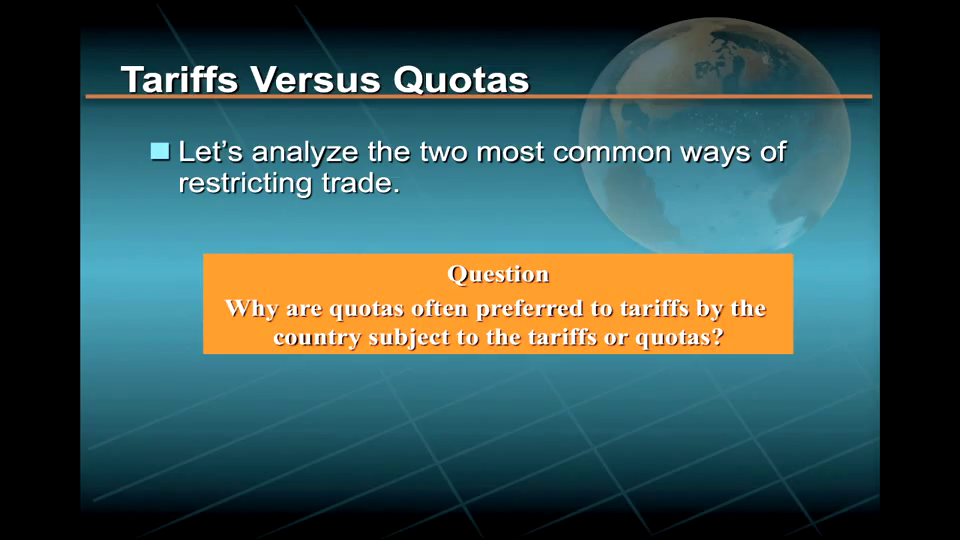 Tariffs Versus Quotas
Let's analyze the two most common ways of
restricting trade.
Question
Why are quotas often preferred to tariffs by the
country subject to the tariffs or quotas?